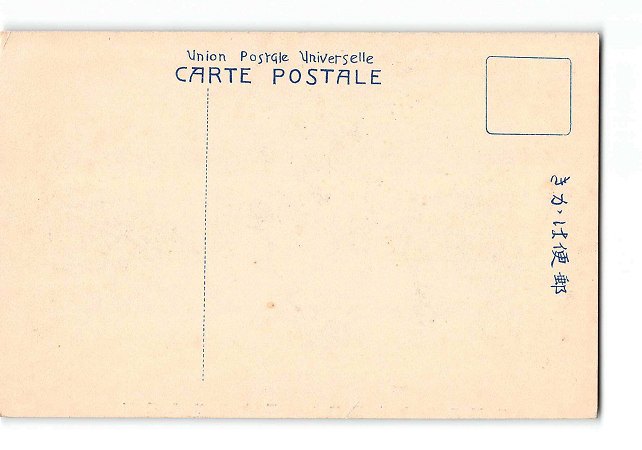 Union Postale Universelle
CARTE POSTALE
きかは便郵